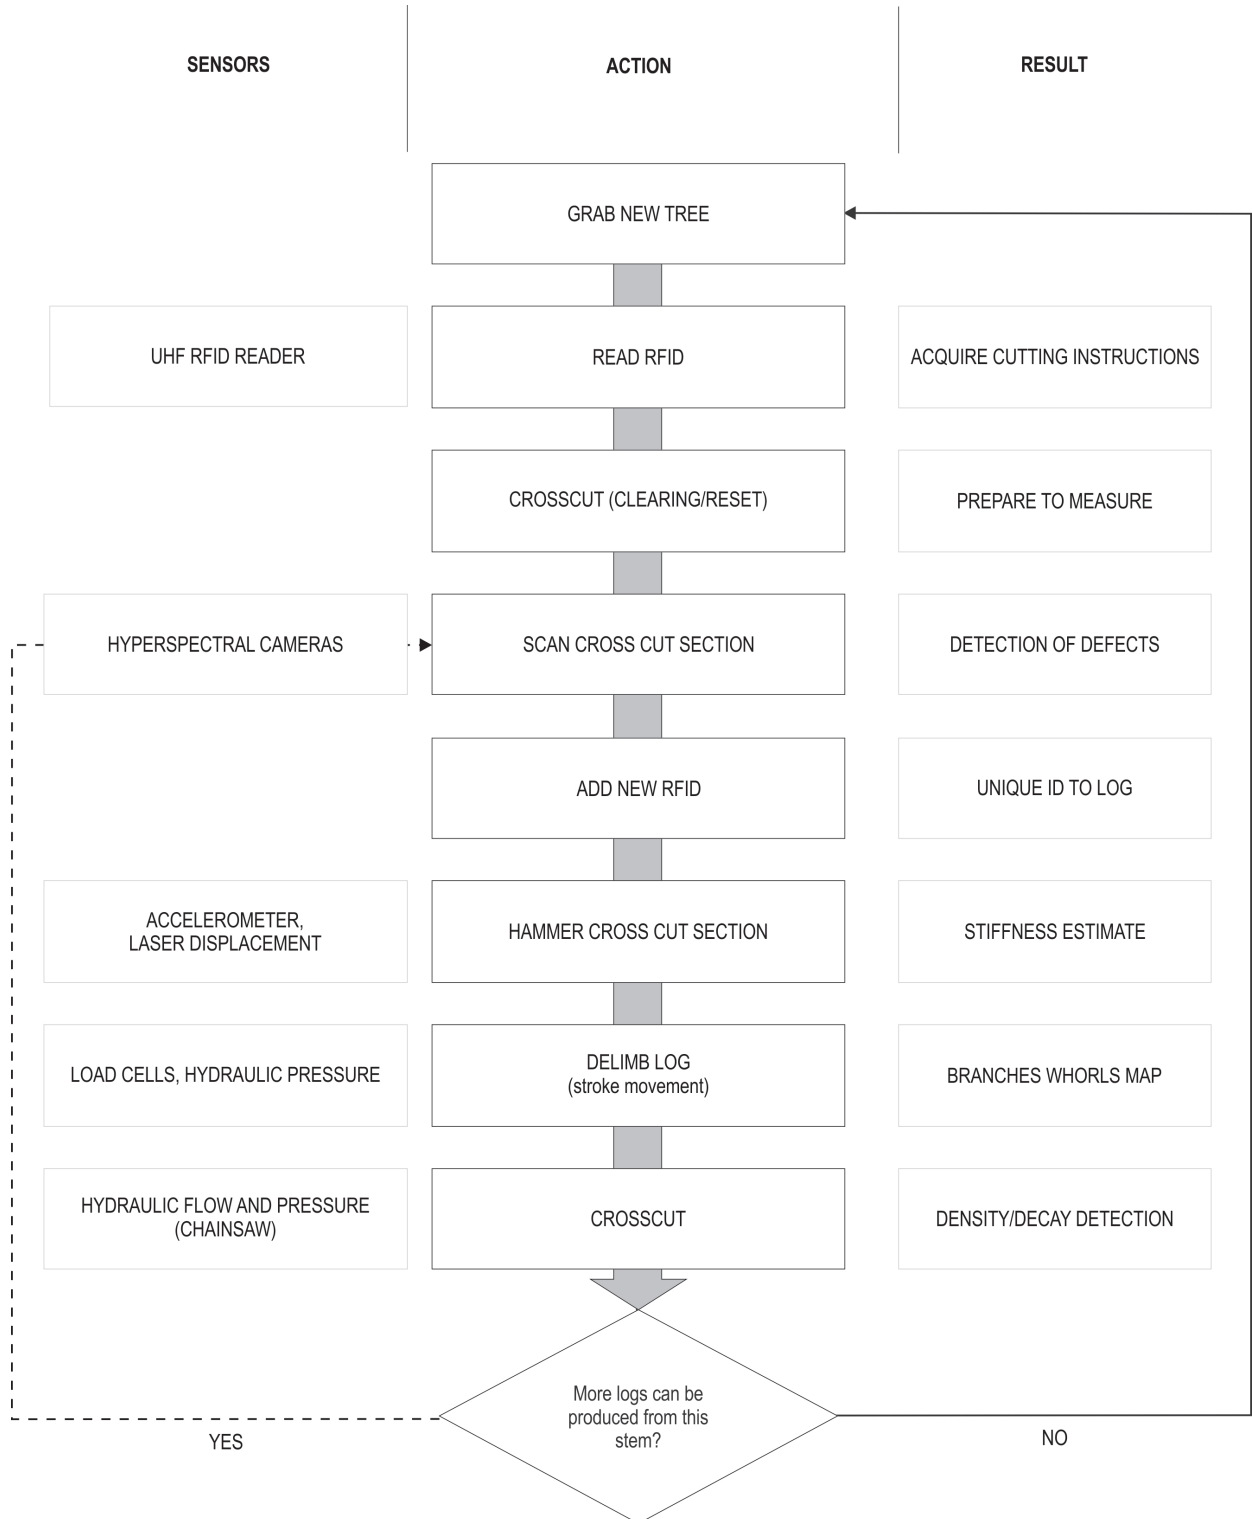 SENSORS
ACTION
RESULT
GRAB NEW TREE
UHF RFID READER
READ RFID
ACQUIRE CUTTING INSTRUCTIONS
CROSSCUT (CLEARING/RESET)
PREPARE TO MEASURE
HYPERSPECTRAL CAMERAS
SCAN CROSS CUT SECTION
DETECTION OF DEFECTS
ADD NEW RFID
UNIQUE ID TO LOG
ACCELEROMETER,
LASER DISPLACEMENT
HAMMER CROSS CUT SECTION
STIFFNESS ESTIMATE
LOAD CELLS, HYDRAULIC PRESSURE
DELIMB LOG
(stroke movement)
BRANCHES WHORLS MAP
HYDRAULIC FLOW AND PRESSURE
(CHAINSAW)
CROSSCUT
DENSITY/DECAY DETECTION
More logs can be
produced from this
stem?
YES
NO